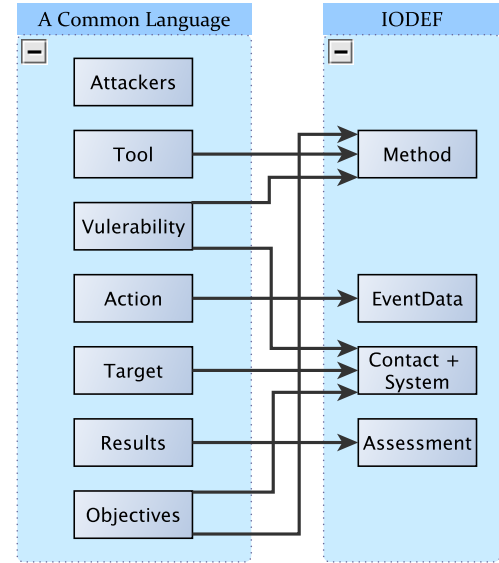 A Common Language
IODEF
Attackers
Tool
Method
Vulerability
Action
EventData
Target
Contact +
System
Results
Assessment
Objectives